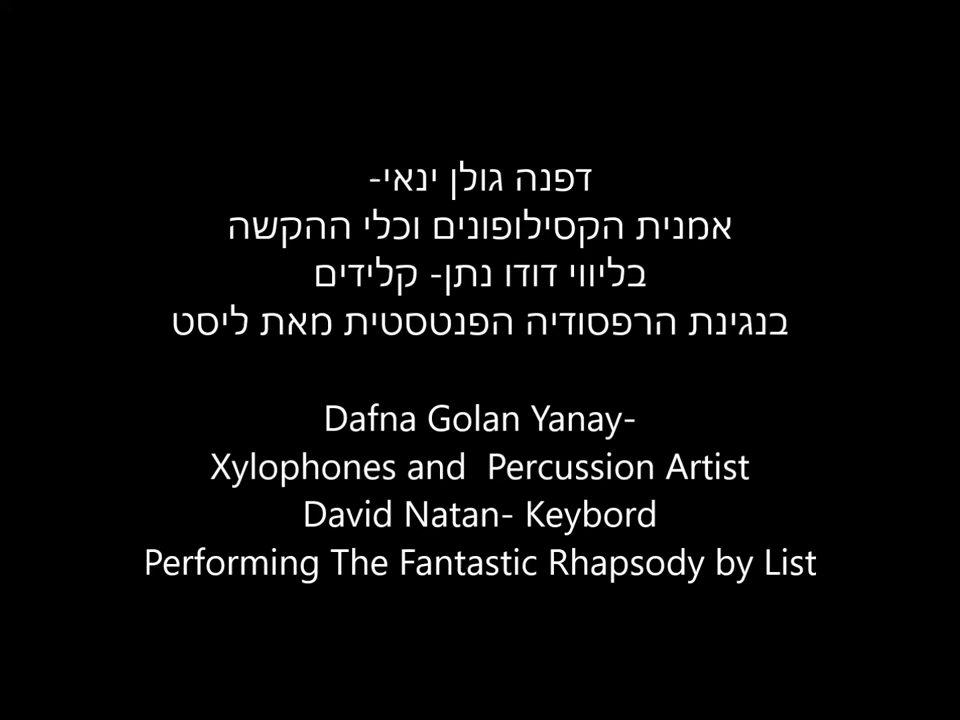 דפנה גולן ינאי-
אמנית הקסילופונים וכלי ההקשה
בליווי דודו נתן- קלידים
בנגינת הרפסודיה הפנטסטית מאת ליסט
Dafna Golan Yanay-
Xylophones and  Percussion Artist
David Natan- Keybord
Performing The Fantastic Rhapsody by List